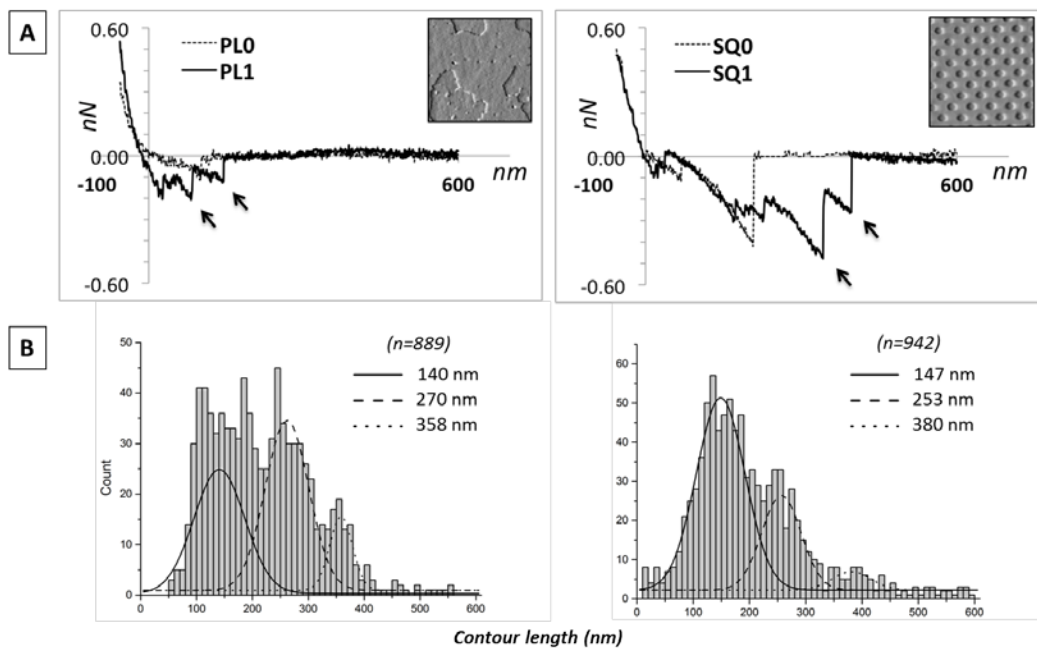 A
0.60
PL0
PL1
nN
0.00
-100
nm
600
-0.60
0.60
SQ0
SQ1
nN
0.00
-100
nm
600
-0.60
B
(n=889)
140 nm
270 nm
358 nm
50
40
30
20
10
0
Count
0
100
200
300
400
500
600
(n=942)
147 nm
253 nm
380 nm
60
50
40
30
20
10
0
0
100
200
300
400
500
600
Contour length (nm)